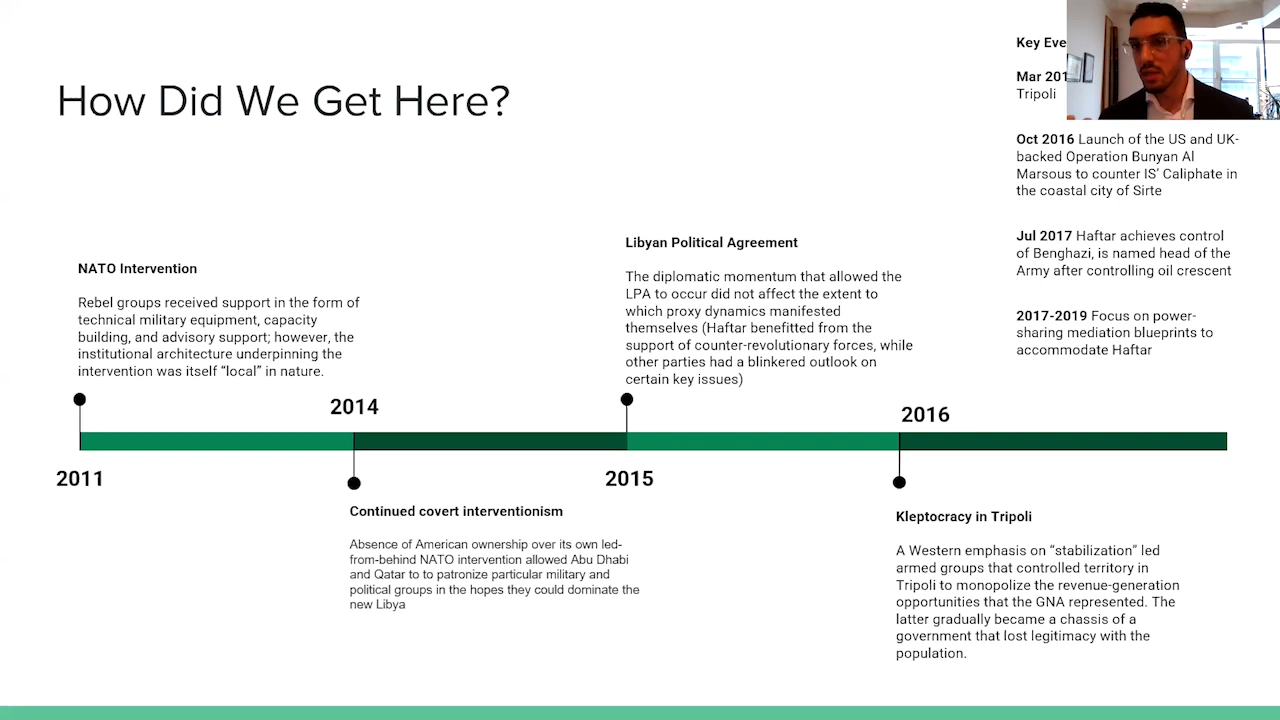 How Did We Get Here?
NATO Intervention
Rebel groups received support in the form of
technical military equipment, capacity
building, and advisory support; however, the
institutional architecture underpinning the
intervention was itself “local” in nature.
2011
2014
Continued covert interventionism
Absence of American ownership over its own led-
from-behind NATO intervention allowed Abu Dhabi
and Qatar to to patronize particular military and
political groups in the hopes they could dominate the
new Libya
Libyan Political Agreement
The diplomatic momentum that allowed the
LPA to occur did not affect the extent to
which proxy dynamics manifested
themselves (Haftar benefitted from the
support of counter-revolutionary forces, while
other parties had a blinkered outlook on
certain key issues)
2015
2016
Kleptocracy in Tripoli
A Western emphasis on “stabilization” led
armed groups that controlled territory in
Tripoli to monopolize the revenue-generation
opportunities that the GNA represented. The
latter gradually became a chassis of a
government that lost legitimacy with the
population.
Key
Mar
Tripoli
Oct 2016 Launch of the US and UK-
backed Operation Bunyan Al
Marsous to counter IS’ Caliphate in
the coastal city of Sirte
Jul 2017 Haftar achieves control
of Benghazi, is named head of the
Army after controlling oil crescent
2017-2019 Focus on power-
sharing mediation blueprints to
accommodate Haftar